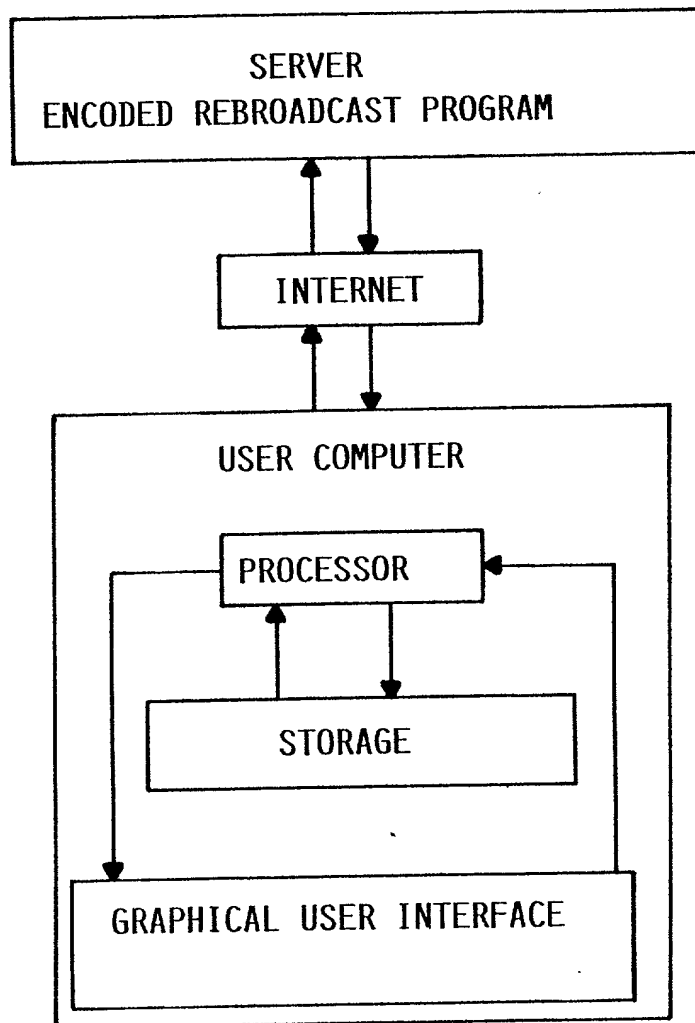 SERVER
ENCODED REBROADCAST PROGRAM
INTERNET
USER COMPUTER
PROCESSOR
STORAGE
GRAPHICAL USER INTERFACE